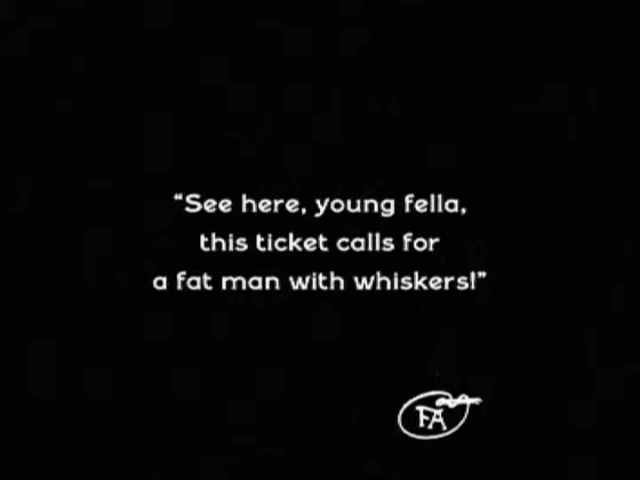 “See here, young fella,
this ticket calls for
a fat man with whiskers!”
FA